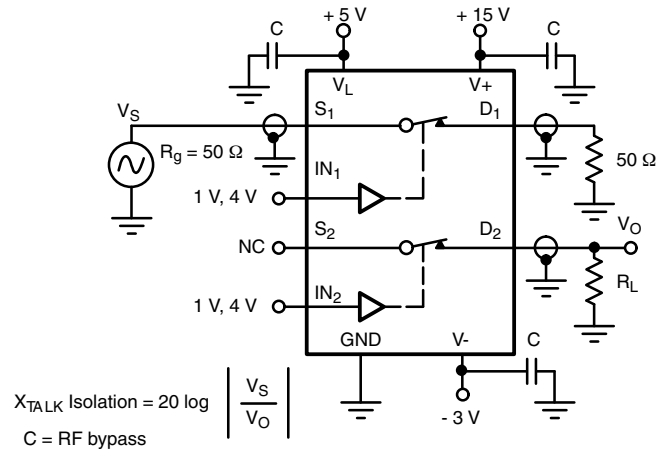 + 5 V
+ 15 V
C
C
V_L
V+
V_S
S_1
D_1
R_g = 50 Ω
50 Ω
IN_1
1 V, 4 V
S_2
D_2
V_O
NC
R_L
IN_2
1 V, 4 V
GND
V-
C
- 3 V
X_TALK Isolation = 20 log | V_S / V_O |
C = RF bypass